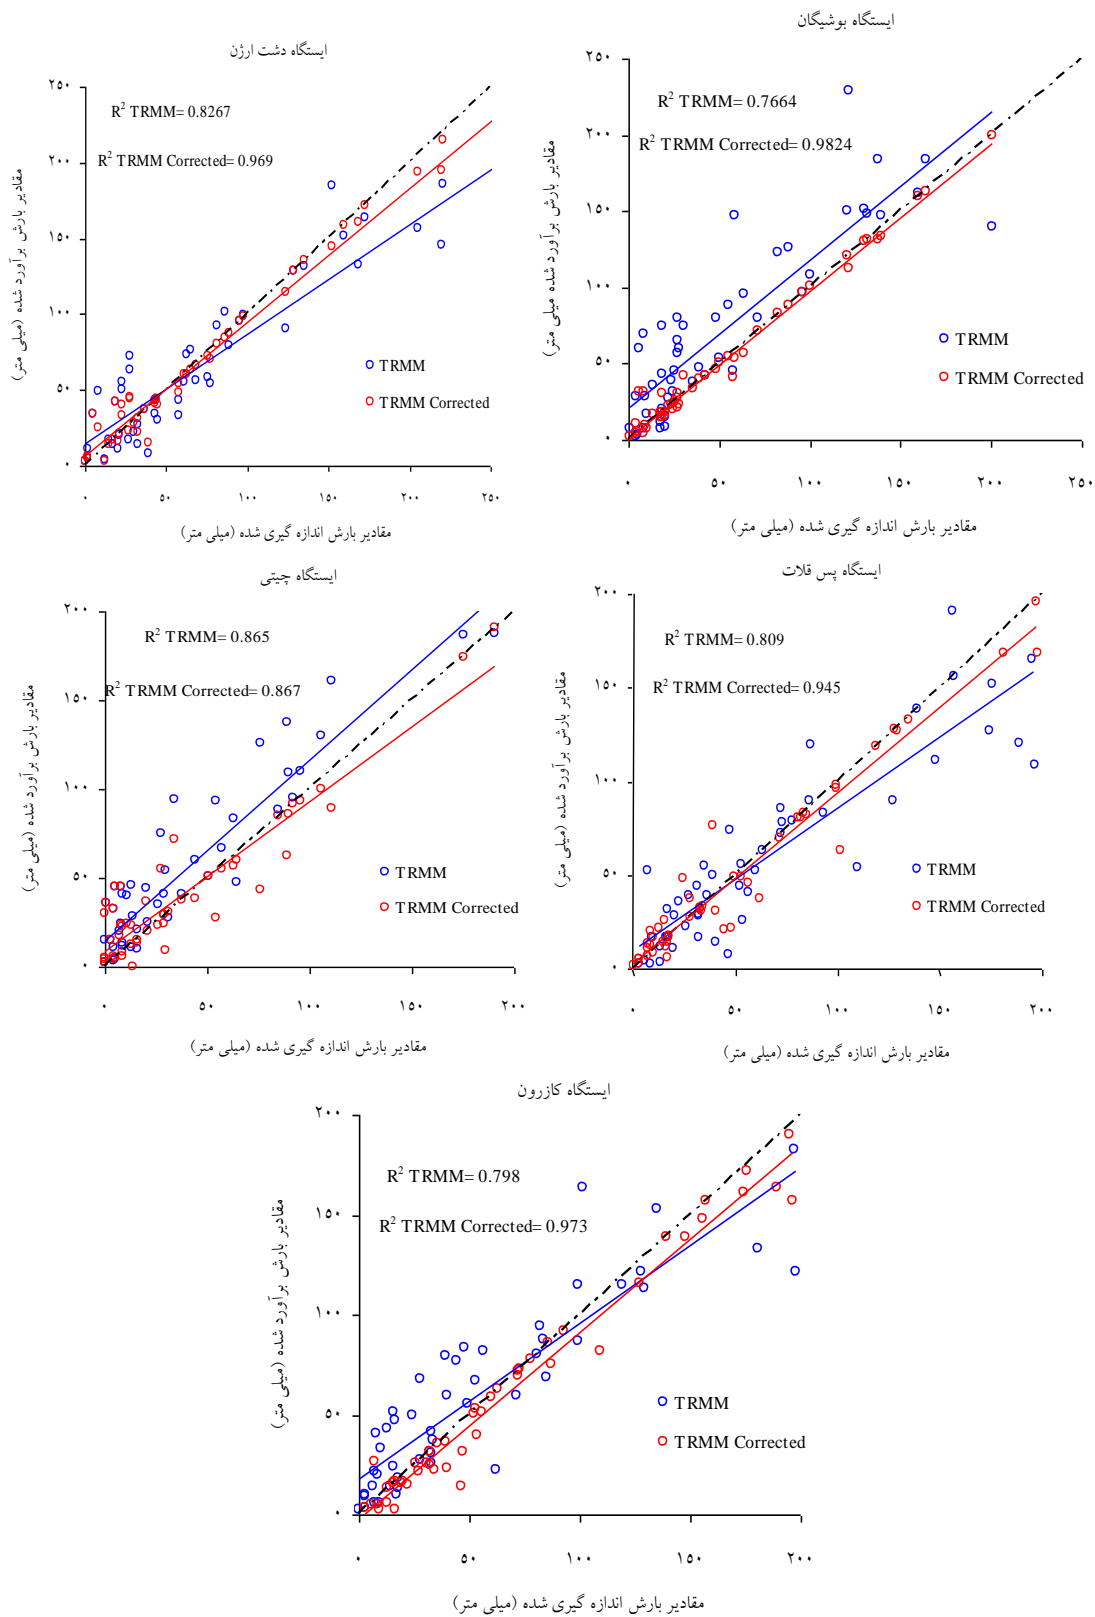 ایستگاه بوشیگان
۲۵۰
۲۰۰
۱۵۰
۱۰۰
۵۰
۰
R² TRMM= 0.7664
R² TRMM Corrected= 0.9824
TRMM
TRMM Corrected
۰ ۵۰ ۱۰۰ ۱۵۰ ۲۰۰ ۲۵۰
مقادیر بارش برآورد شده میلی متر)
مقادیر بارش اندازه گیری شده (میلی متر)
ایستگاه دشت ارژن
۲۵۰
۲۰۰
۱۵۰
۱۰۰
۵۰
۰
R² TRMM= 0.8267
R² TRMM Corrected= 0.969
TRMM
TRMM Corrected
۰ ۵۰ ۱۰۰ ۱۵۰ ۲۰۰ ۲۵۰
مقادیر بارش برآورد شده (میلی متر)
مقادیر بارش اندازه گیری شده (میلی متر)
ایستگاه پس قلات
۲۰۰
۱۵۰
۱۰۰
۵۰
۰
R² TRMM= 0.809
R² TRMM Corrected= 0.945
TRMM
TRMM Corrected
۰ ۵۰ ۱۰۰ ۱۵۰ ۲۰۰
مقادیر بارش برآورد شده (میلی متر)
مقادیر بارش اندازه گیری شده (میلی متر)
ایستگاه چیتی
۲۰۰
۱۵۰
۱۰۰
۵۰
۰
R² TRMM= 0.865
R² TRMM Corrected= 0.867
TRMM
TRMM Corrected
۰ ۵۰ ۱۰۰ ۱۵۰ ۲۰۰
مقادیر بارش برآورد شده (میلی متر)
مقادیر بارش اندازه گیری شده (میلی متر)
ایستگاه کازرون
۲۰۰
۱۵۰
۱۰۰
۵۰
۰
R² TRMM= 0.798
R² TRMM Corrected= 0.973
TRMM
TRMM Corrected
۰ ۵۰ ۱۰۰ ۱۵۰ ۲۰۰
مقادیر بارش برآورد شده (میلی متر)
مقادیر بارش اندازه گیری شده (میلی متر)